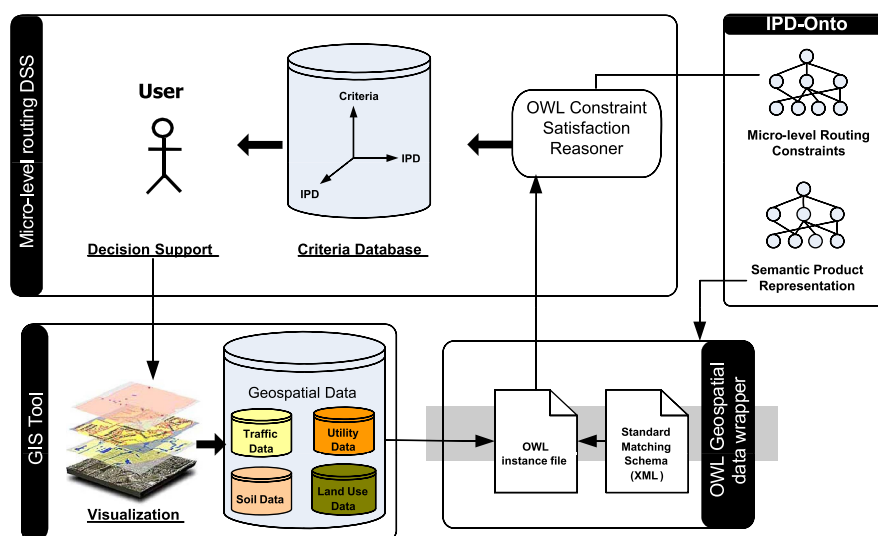 Micro-level routing DSS
User
Decision Support
Criteria
IPD
IPD
Criteria Database
OWL Constraint
Satisfaction
Reasoner
IPD-Onto
Micro-level Routing
Constraints
Semantic Product
Representation
GIS Tool
Visualization
Geospatial Data
Traffic
Data
Utility
Data
Soil Data
Land Use
Data
OWL
instance file
Standard
Matching
Schema
(XML )
OWL Geospatial
data wrapper